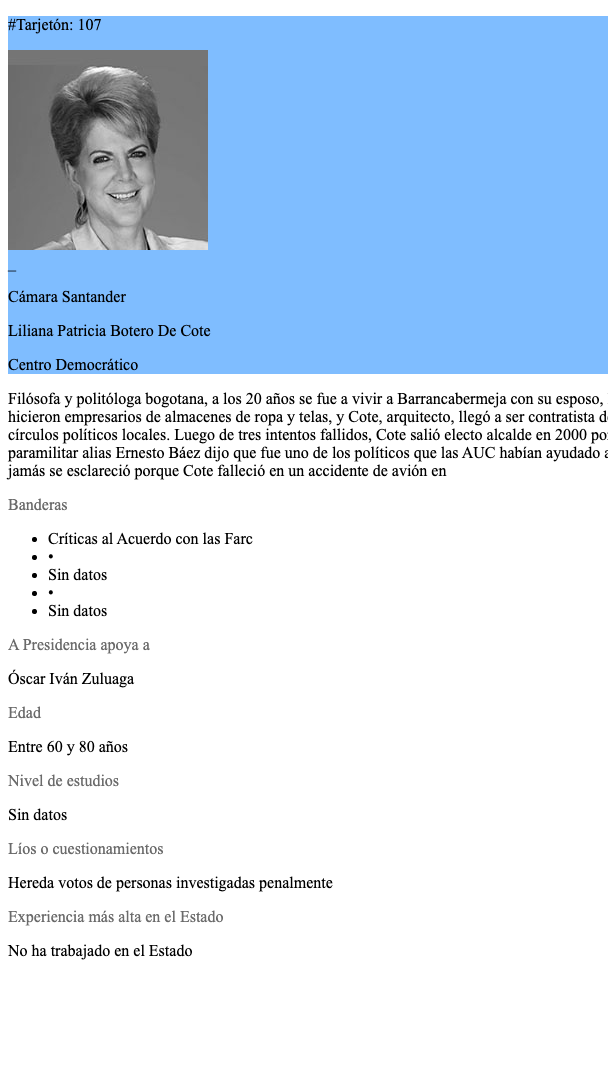 #Tarjetón: 107
_
Cámara Santander
Liliana Patricia Botero De Cote
Centro Democrático
Filósofa y politóloga bogotana, a los 20 años se fue a vivir a Barrancabermeja con su esposo,
hicieron empresarios de almacenes de ropa y telas, y Cote, arquitecto, llegó a ser contratista
círculos políticos locales. Luego de tres intentos fallidos, Cote salió electo alcalde en 2000
paramilitar alias Ernesto Báez dijo que fue uno de los políticos que las AUC habían ayudado a
jamás se esclareció porque Cote falleció en un accidente de avión en
Banderas
• Críticas al Acuerdo con las Farc
• •
• Sin datos
• •
• Sin datos
A Presidencia apoya a
Óscar Iván Zuluaga
Edad
Entre 60 y 80 años
Nivel de estudios
Sin datos
Líos o cuestionamientos
Hereda votos de personas investigadas penalmente
Experiencia más alta en el Estado
No ha trabajado en el Estado